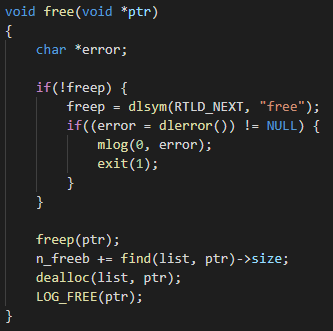 void free(void *ptr)
{
    char *error;

    if(!freep) {
        freep = dlsym(RTLD_NEXT, "free");
        if((error = dlerror()) != NULL) {
            mlog(0, error);
            exit(1);
        }
    }

    freep(ptr);
    n_freeb += find(list, ptr)->size;
    dealloc(list, ptr);
    LOG_FREE(ptr);
}